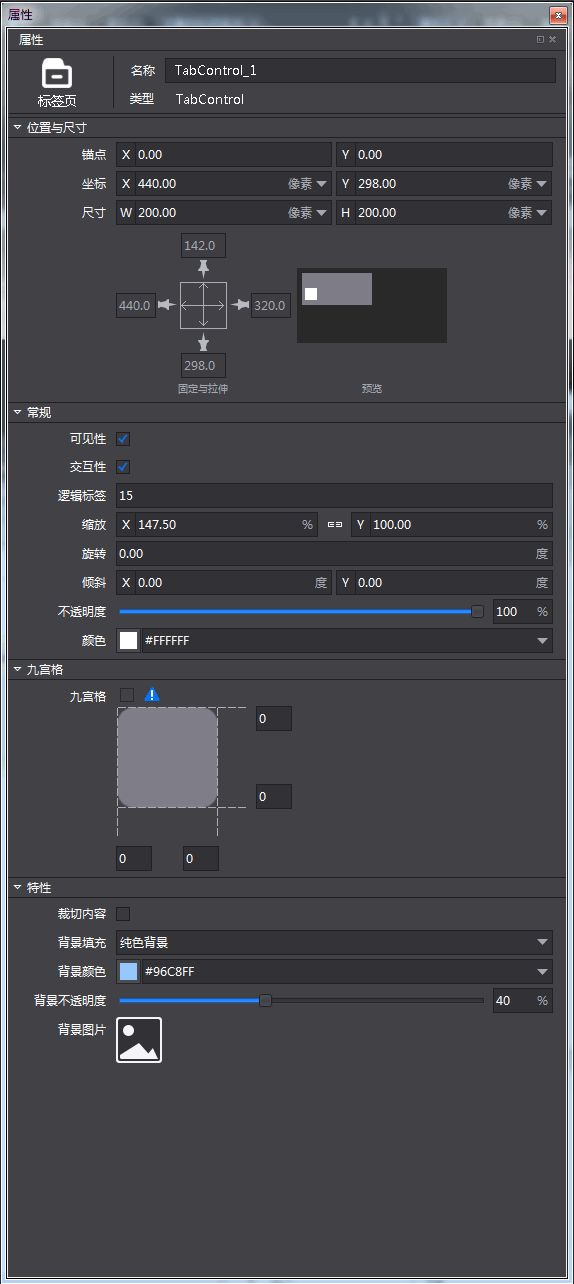 属性
属性
名称 TabControl_1
标签页
类型 TabControl
位置与尺寸
锚点 X 0.00 Y 0.00
坐标 X 440.00 像素 Y 298.00 像素
尺寸 W 200.00 像素 H 200.00 像素
142.0
440.0 320.0
298.0
固定与拉伸 预览
常规
可见性
交互性
逻辑标签 15
缩放 X 147.50 % Y 100.00 %
旋转 0.00 度
倾斜 X 0.00 度 Y 0.00 度
不透明度 100 %
颜色 #FFFFFF
九宫格
九宫格
0
0
0 0
特性
裁切内容
背景填充 纯色背景
背景颜色 #96C8FF
背景不透明度 40 %
背景图片